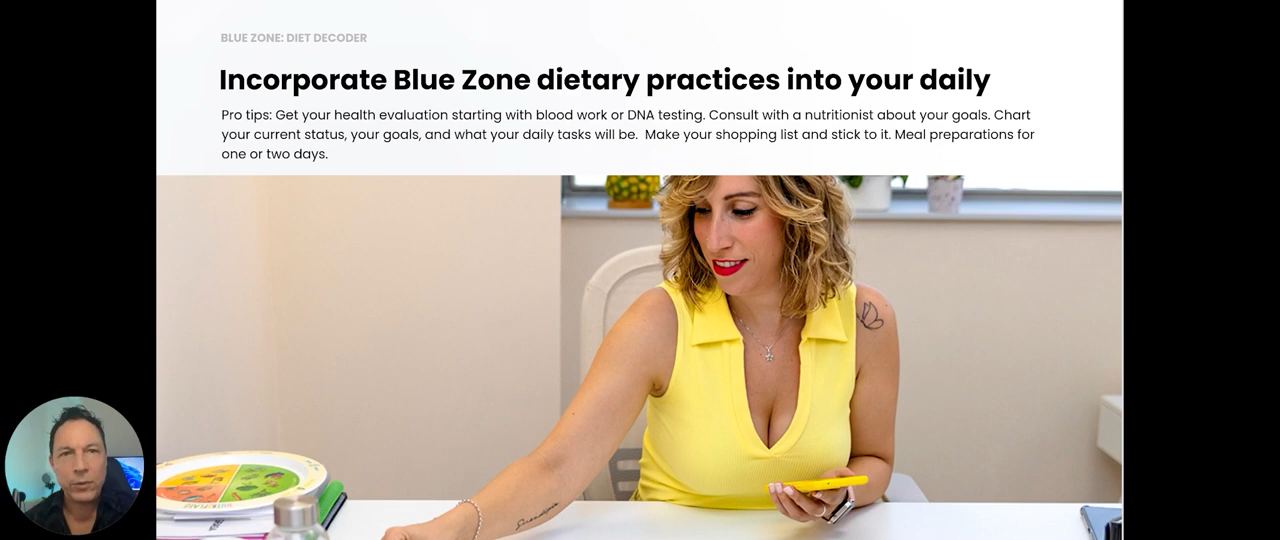 BLUE ZONE: DIET DECODER
Incorporate Blue Zone dietary practices into your daily
Pro tips: Get your health evaluation starting with blood work or DNA testing. Consult with a nutritionist about your goals. Chart
your current status, your goals, and what your daily tasks will be.  Make your shopping list and stick to it. Meal preparations for
one or two days.